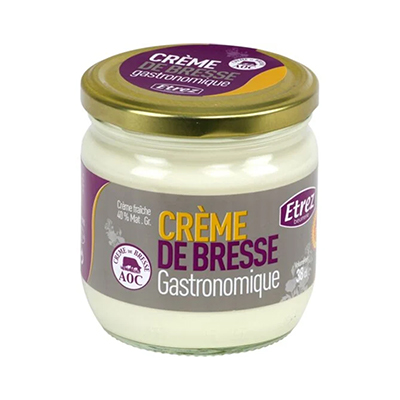 CRÈME
DE BRESSE
gastronomique
Etrez
Crème fraîche
40 % Mat. Gr.
CRÈME
DE BRESSE
Gastronomique
Etrez
CRÈME DE BRESSE
AOC
38